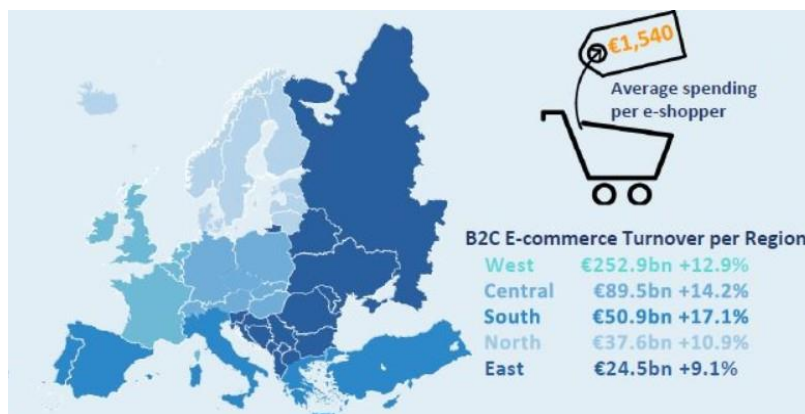 €1,540
Average spending
per e-shopper
B2C E-commerce Turnover per Region
West €252.9bn +12.9%
Central €89.5bn +14.2%
South €50.9bn +17.1%
North €37.6bn +10.9%
East €24.5bn +9.1%